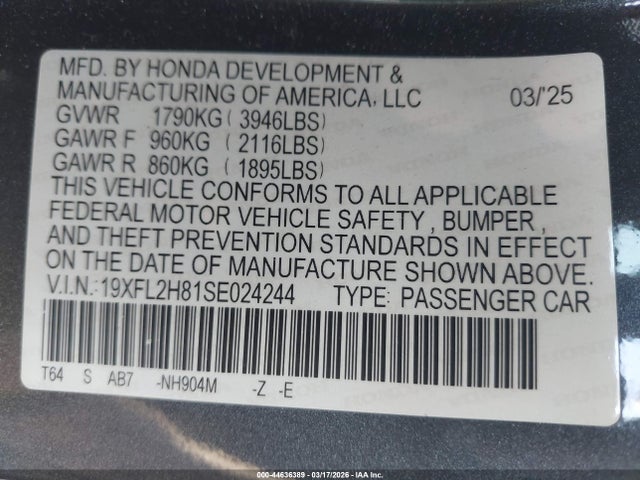 MFD. BY HONDA DEVELOPMENT &
MANUFACTURING OF AMERICA, LLC 03/'25
GVWR 1790KG (3946LBS)
GAWR F 960KG (2116LBS)
GAWR R 860KG (1895LBS)
THIS VEHICLE CONFORMS TO ALL APPLICABLE
FEDERAL MOTOR VEHICLE SAFETY, BUMPER,
AND THEFT PREVENTION STANDARDS IN EFFECT
ON THE DATE OF MANUFACTURE SHOWN ABOVE.
V.I.N.:19XFL2H81SE024244 TYPE: PASSENGER CAR
T64 S AB7 -NH904M -Z -E
00-44636389 | 03/17/2026 | IAA Inc.